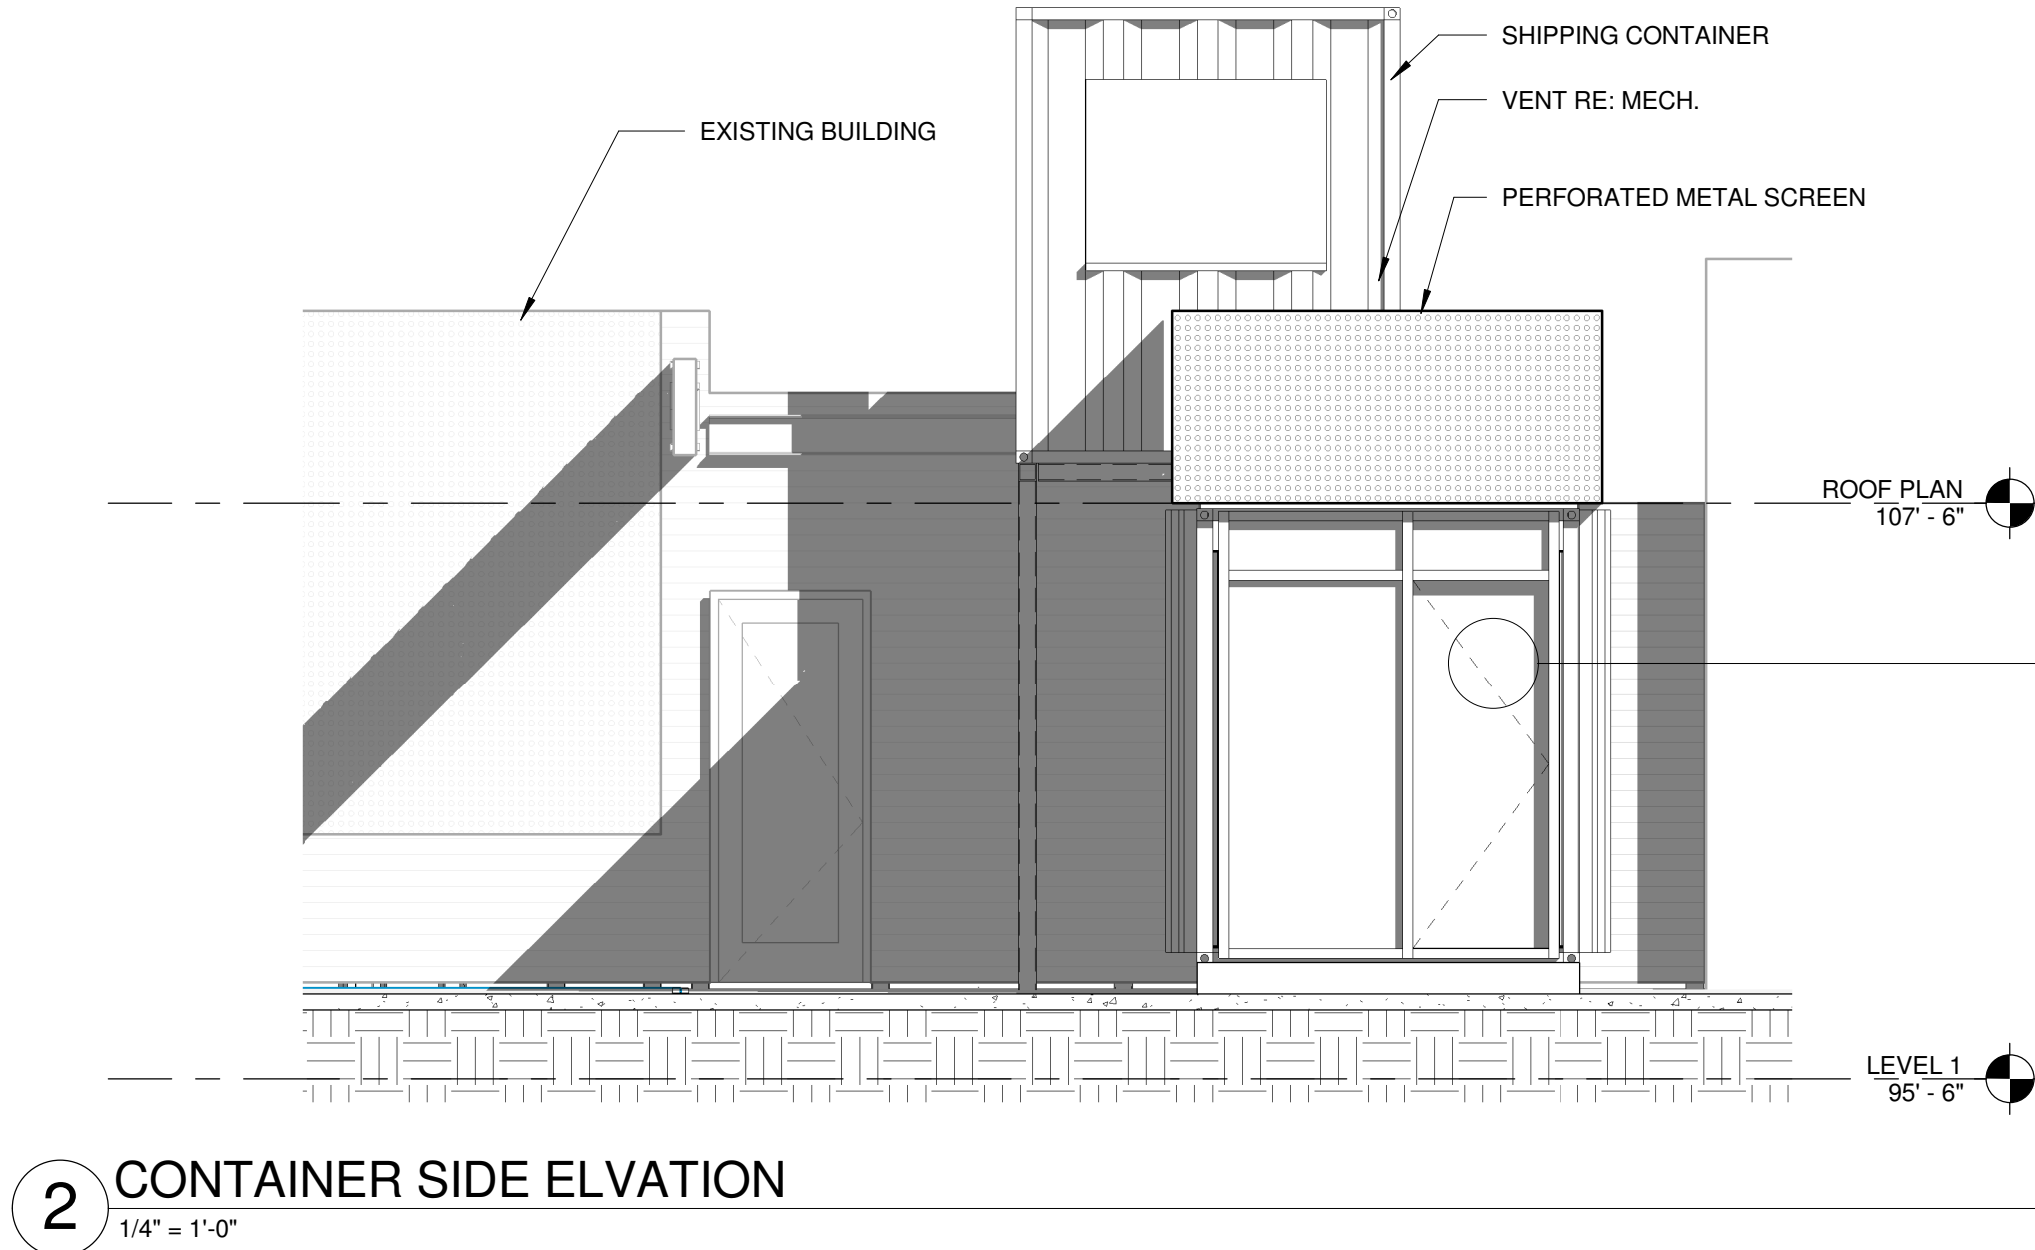 SHIPPING CONTAINER
VENT RE: MECH.
EXISTING BUILDING
PERFORATED METAL SCREEN
ROOF PLAN
107' - 6"
LEVEL 1
95' - 6"
2
CONTAINER SIDE ELVATION
1/4" = 1'-0"